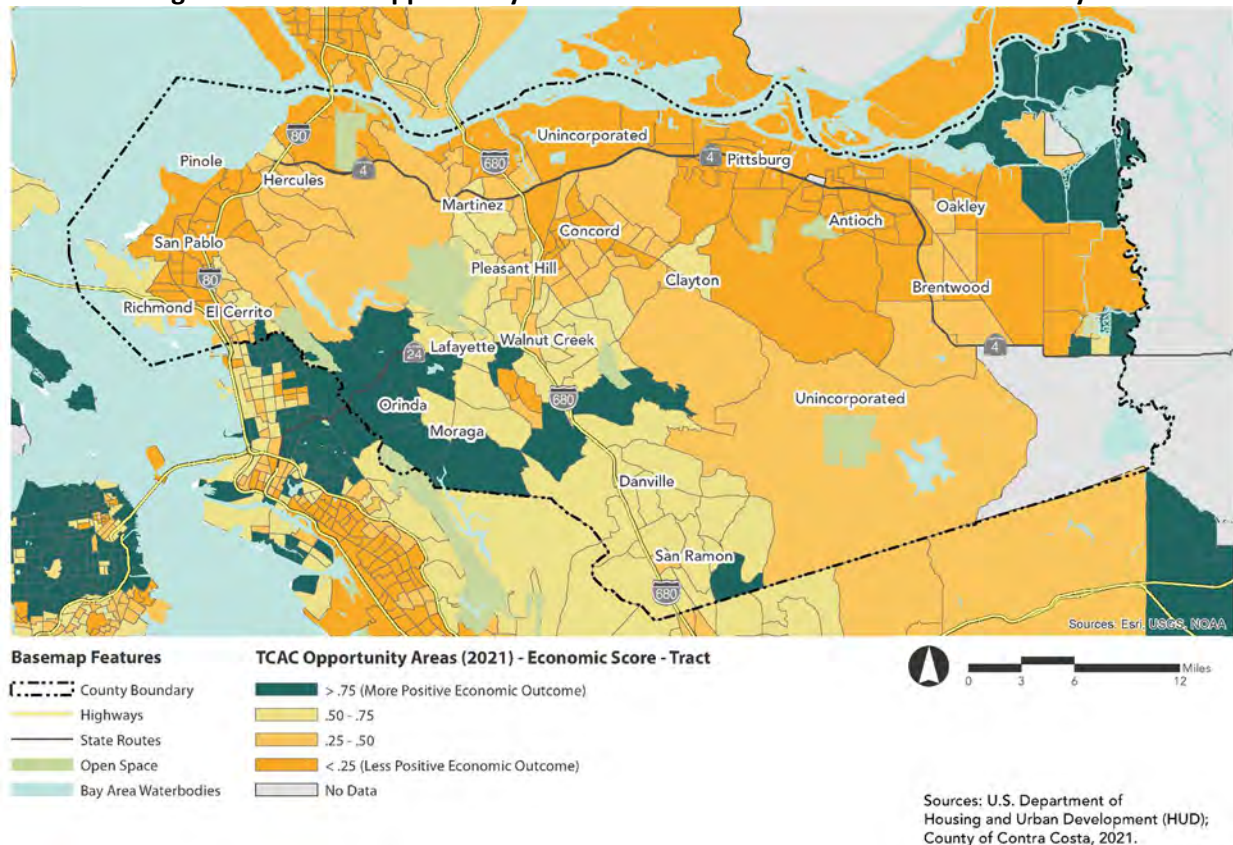 80
Unincorporated
Pinole
4
680
4
Pittsburg
Hercules
Martinez
Oakley
Antioch
Concord
San Pablo
Pleasant Hill
80
Clayton
Brentwood
Richmond
El Cerrito
Lafayette
Walnut Creek
24
4
680
Unincorporated
Orinda
Moraga
Danville
San Ramon
680
Sources: Esri, USGS, NOAA
Basemap Features
County Boundary
Highways
State Routes
Open Space
Bay Area Waterbodies
TCAC Opportunity Areas (2021) - Economic Score - Tract
> .75 (More Positive Economic Outcome)
.50 - .75
.25 - .50
< .25 (Less Positive Economic Outcome)
No Data
Miles
0 3 6 12
Sources: U.S. Department of
Housing and Urban Development (HUD);
County of Contra Costa, 2021.